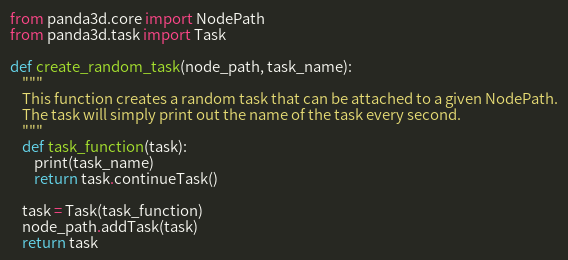 from panda3d.core import NodePath
from panda3d.task import Task

def create_random_task(node_path, task_name):
    """
    This function creates a random task that can be attached to a given NodePath.
    The task will simply print out the name of the task every second.
    """
    def task_function(task):
        print(task_name)
        return task.continueTask()

    task = Task(task_function)
    node_path.addTask(task)
    return task